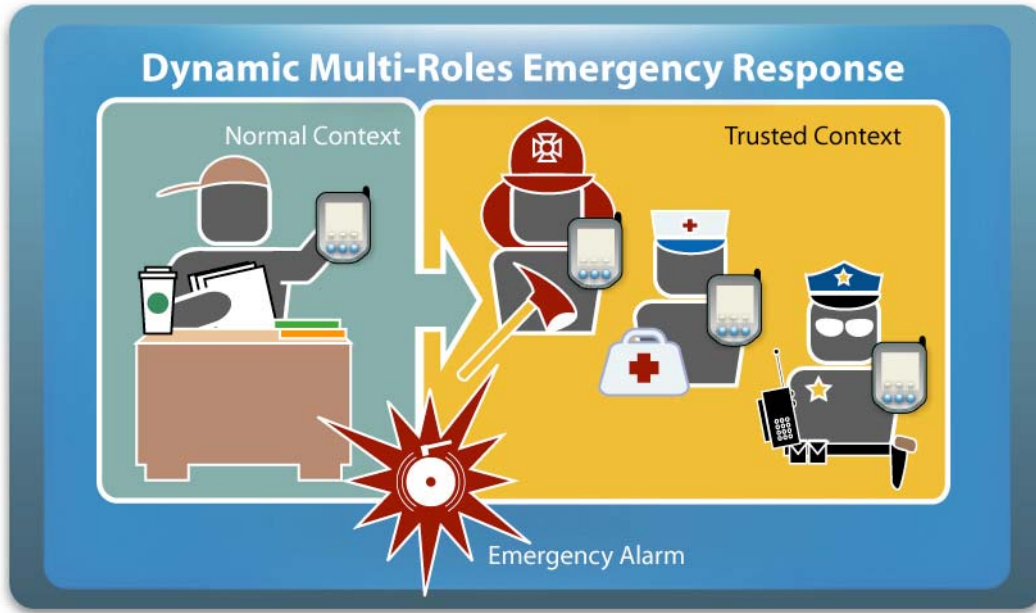 Dynamic Multi-Roles Emergency Response
Normal Context
Trusted Context
Emergency Alarm